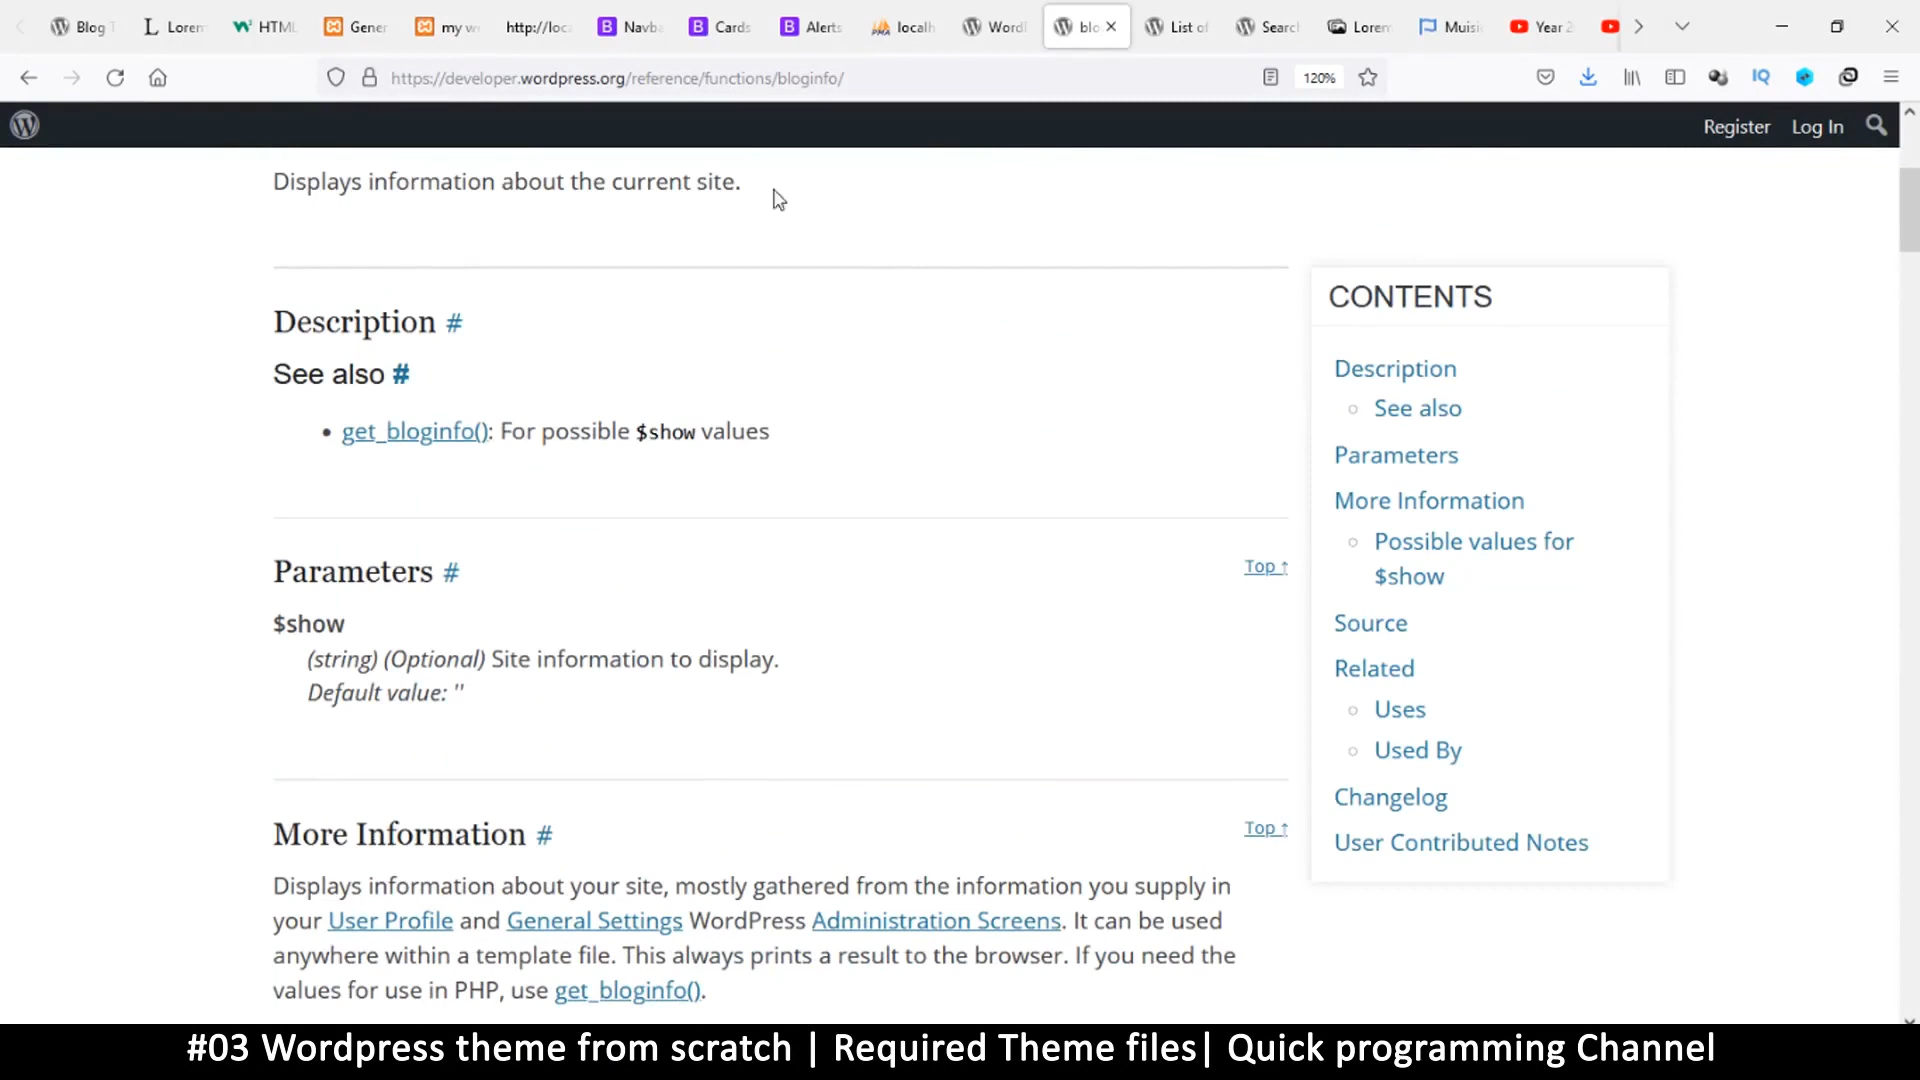 Blog T
Lorem
HTML
Gener
my w
http://loca
Navba
Cards
Alerts
localh
Wordl
blo
List of
Search
Lorem
Muisi
Year 2
https://developer.wordpress.org/reference/functions/bloginfo/
120%
IQ
Register Log In
Displays information about the current site.
Description #
See also #
• get_bloginfo(): For possible $show values
Parameters #
Top ↑
$show
(string) (Optional) Site information to display.
Default value: ''
More Information #
Top ↑
Displays information about your site, mostly gathered from the information you supply in
your User Profile and General Settings WordPress Administration Screens. It can be used
anywhere within a template file. This always prints a result to the browser. If you need the
values for use in PHP, use get_bloginfo().
CONTENTS
Description
See also
Parameters
More Information
Possible values for
$show
Source
Related
Uses
Used By
Changelog
User Contributed Notes
#03 Wordpress theme from scratch | Required Theme files| Quick programming Channel